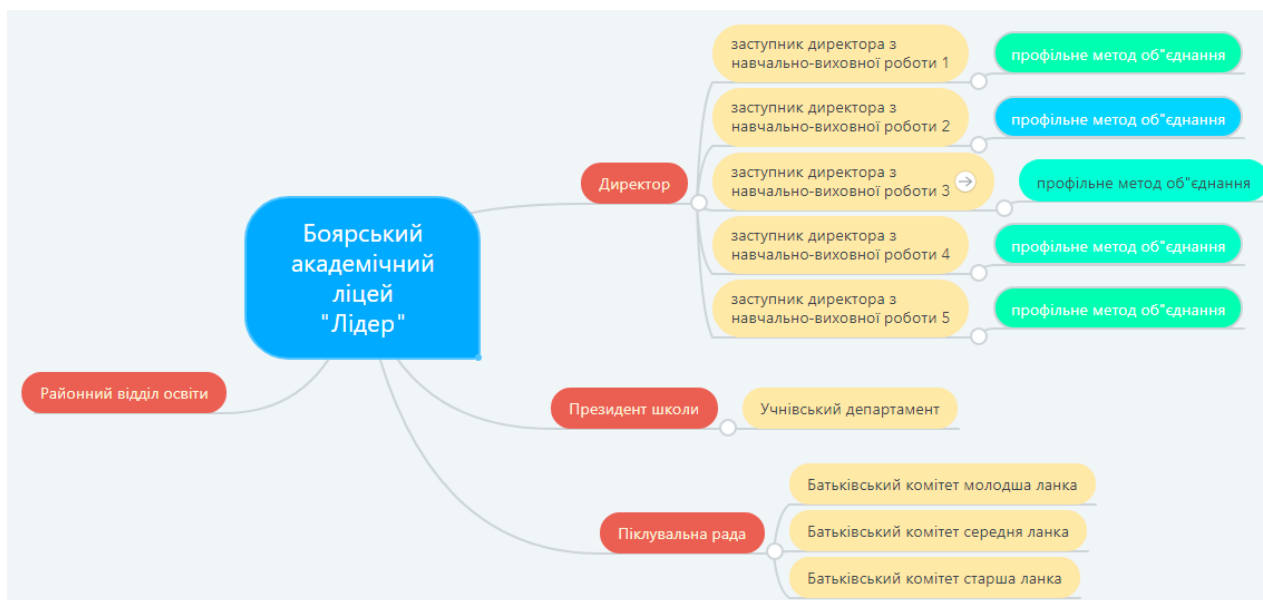 Боярський
академічний
ліцей
"Лідер"
Районний відділ освіти
Директор
заступник директора з
навчально-виховної роботи 1
профільне метод об"єднання
заступник директора з
навчально-виховної роботи 2
профільне метод об"єднання
заступник директора з
навчально-виховної роботи 3
профільне метод об"єднання
заступник директора з
навчально-виховної роботи 4
профільне метод об"єднання
заступник директора з
навчально-виховної роботи 5
профільне метод об"єднання
Президент школи
Учнівський департамент
Піклувальна рада
Батьківський комітет молодша ланка
Батьківський комітет середня ланка
Батьківський комітет старша ланка